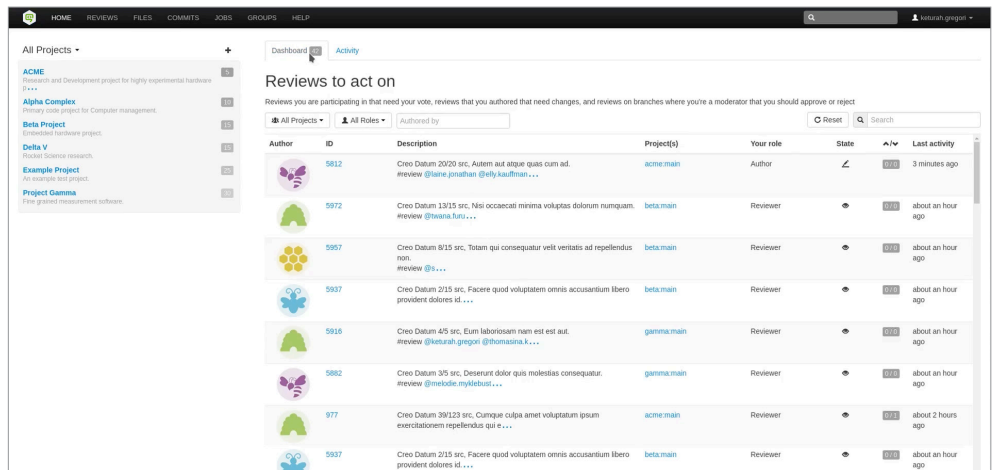 HOME REVIEWS FILES COMMITS JOBS GROUPS HELP
keturah.gregori
All Projects
+
ACME 5
Research and Development project for highly experimental hardware
p...
Alpha Complex 10
Primary code project for Computer management.
Beta Project 15
Embedded hardware project.
Delta V 15
Rocket Science research.
Example Project
An example test project.
Project Gamma
Fine grained measurement software.
Dashboard 42 Activity
Reviews to act on
Reviews you are participating in that need your vote, reviews that you authored that need changes, and reviews on branches where you're a moderator that you should approve or reject
All Projects All Roles Authored by Reset Search
Author ID Description Project(s) Your role State / Last activity
5812 Creo Datum 20/20 src, Autem aut atque quas cum ad. acme:main Author 0 / 0 3 minutes ago
#review @laine.jonathan @elly.kauffman...
5972 Creo Datum 13/15 src, Nisi occaecati minima voluptas dolorum numquam. beta:main Reviewer 0 / 0 about an hour
#review @twana.furu... ago
5957 Creo Datum 8/15 src, Totam qui consequatur velit veritatis ad repellendus beta:main Reviewer 0 / 0 about an hour
non. ago
#review @s...
5937 Creo Datum 2/15 src, Facere quod voluptatem omnis accusantium libero beta:main Reviewer 0 / 0 about an hour
provident dolores id.... ago
5916 Creo Datum 4/5 src, Eum laboriosam nam est est aut. gamma:main Reviewer 0 / 0 about an hour
#review @keturah.gregori @thomasina.k... ago
5882 Creo Datum 3/5 src, Deserunt dolor quis molestias consequatur. gamma:main Reviewer 0 / 0 about an hour
#review @melodie.myklebust... ago
977 Creo Datum 39/123 src, Cumque culpa amet voluptatum ipsum acme:main Reviewer 0 / 1 about 2 hours
exercitationem repellendus qui e... ago
5937 Creo Datum 2/15 src, Facere quod voluptatem omnis accusantium libero beta:main Reviewer 0 / 0 about an hour
provident dolores id.... ago